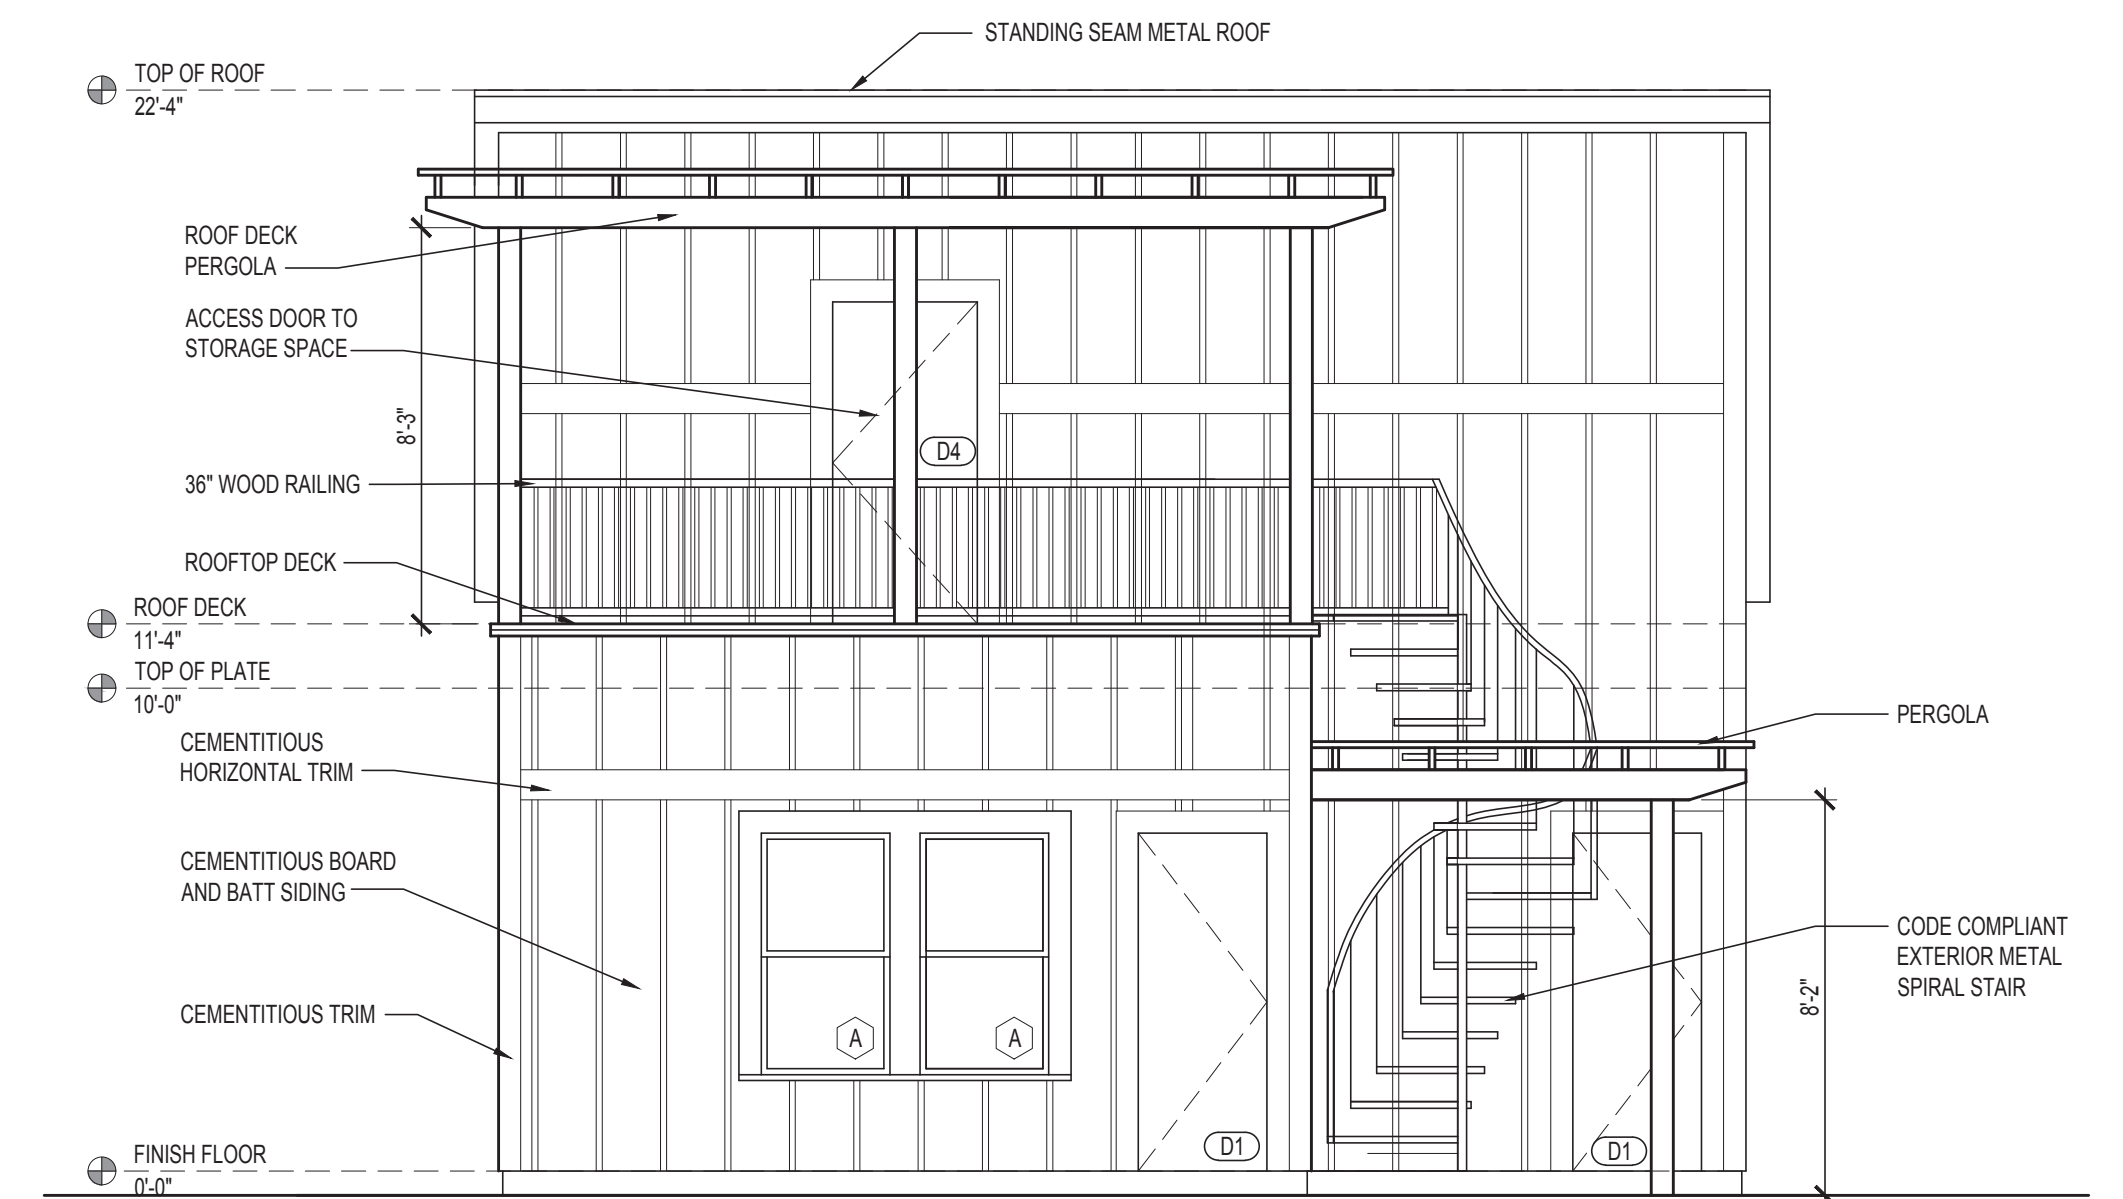 STANDING SEAM METAL ROOF
TOP OF ROOF
22'-4"
ROOF DECK
PERGOLA
ACCESS DOOR TO
STORAGE SPACE
8'-3"
D4
36" WOOD RAILING
ROOFTOP DECK
ROOF DECK
11'-4"
TOP OF PLATE
10'-0"
PERGOLA
CEMENTITIOUS
HORIZONTAL TRIM
CEMENTITIOUS BOARD
AND BATT SIDING
CODE COMPLIANT
EXTERIOR METAL
SPIRAL STAIR
8'-2"
CEMENTITIOUS TRIM
A
A
D1
D1
FINISH FLOOR
0'-0"